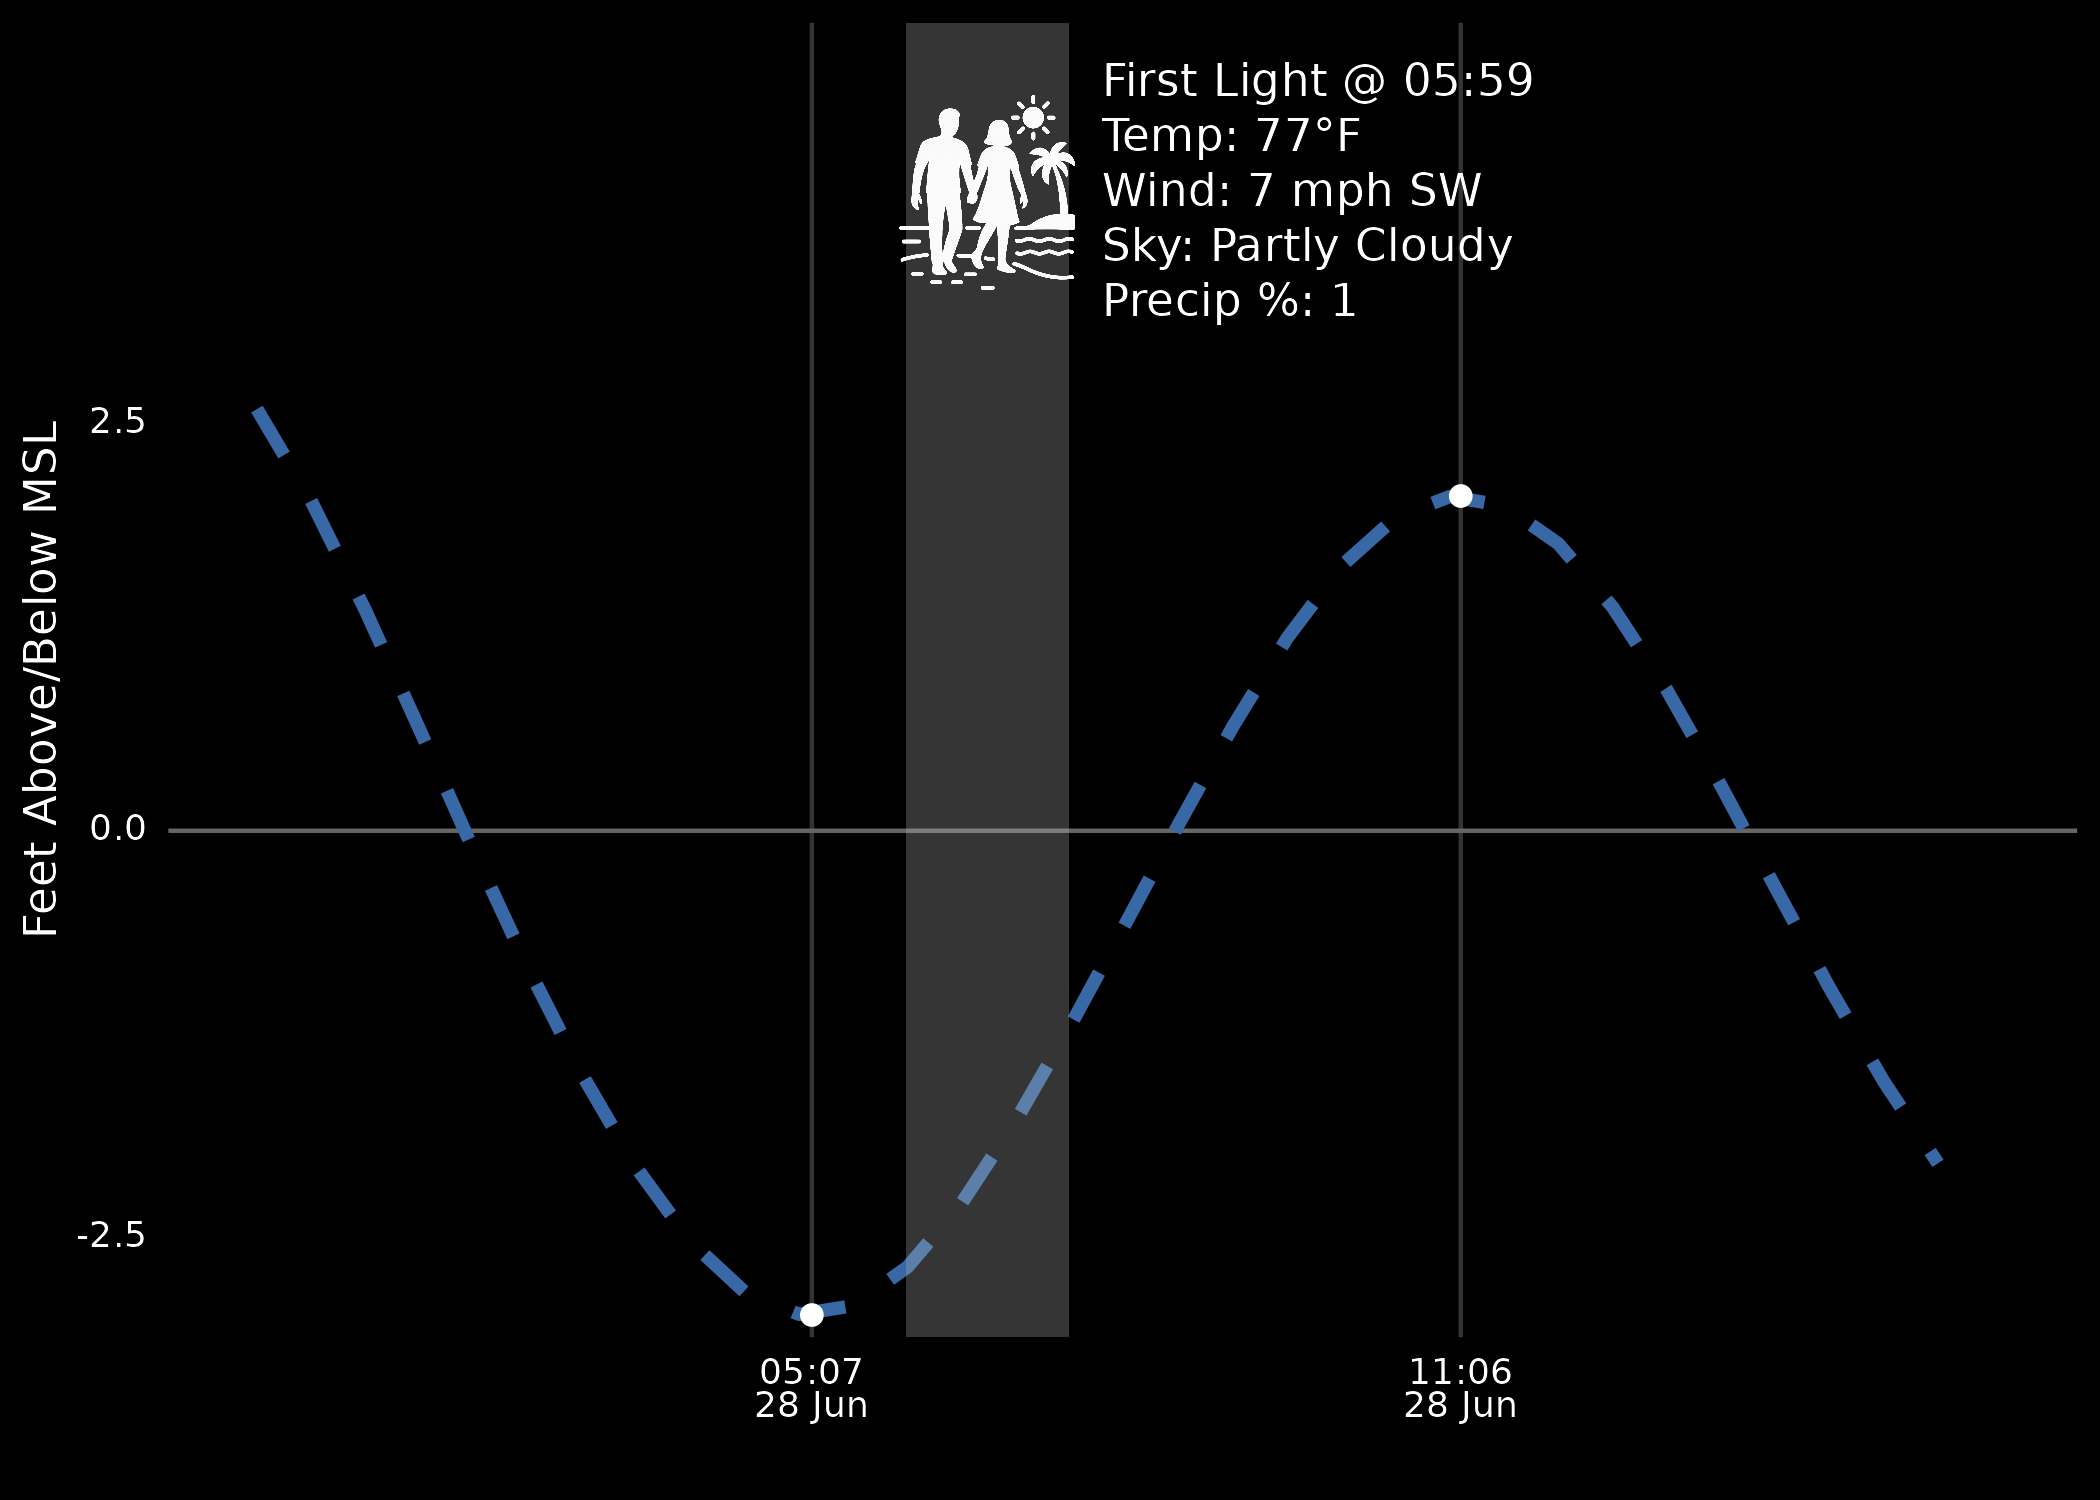 First Light @ 05:59
Temp: 77°F
Wind: 7 mph SW
Sky: Partly Cloudy
Precip %: 1
Feet Above/Below MSL
2.5
0.0
-2.5
05:07
28 Jun
11:06
28 Jun